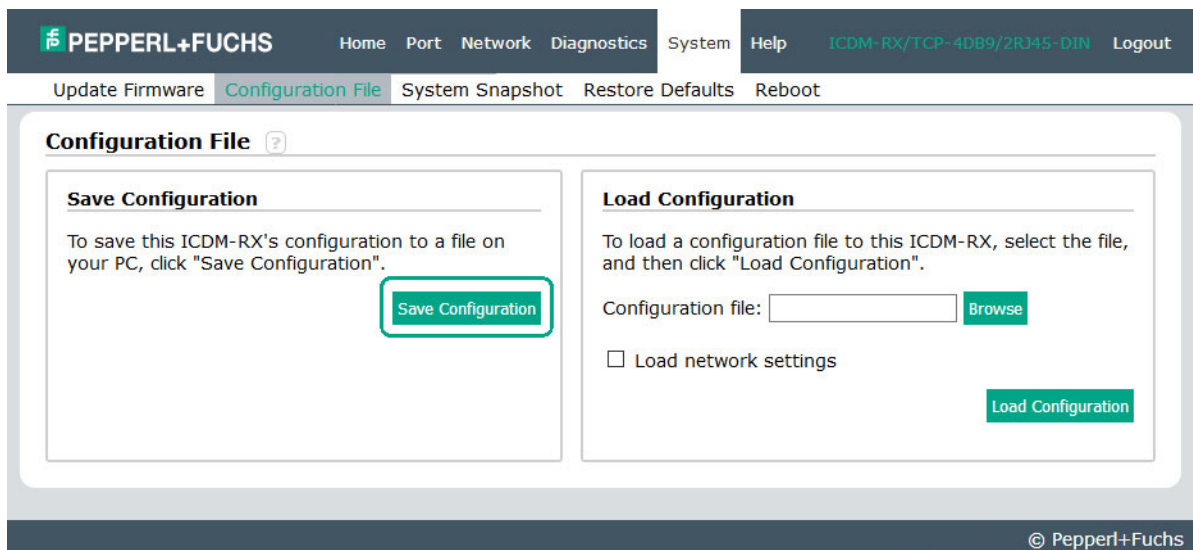 PEPPERL+FUCHS Home Port Network Diagnostics System Help ICDM-RX/TCP-4DB9/2RJ45-DIN Logout
Update Firmware Configuration File System Snapshot Restore Defaults Reboot
Configuration File ?
Save Configuration
To save this ICDM-RX's configuration to a file on
your PC, click "Save Configuration".
Save Configuration
Load Configuration
To load a configuration file to this ICDM-RX, select the file,
and then click "Load Configuration".
Configuration file: Browse
Load network settings
Load Configuration
© Pepperl+Fuchs